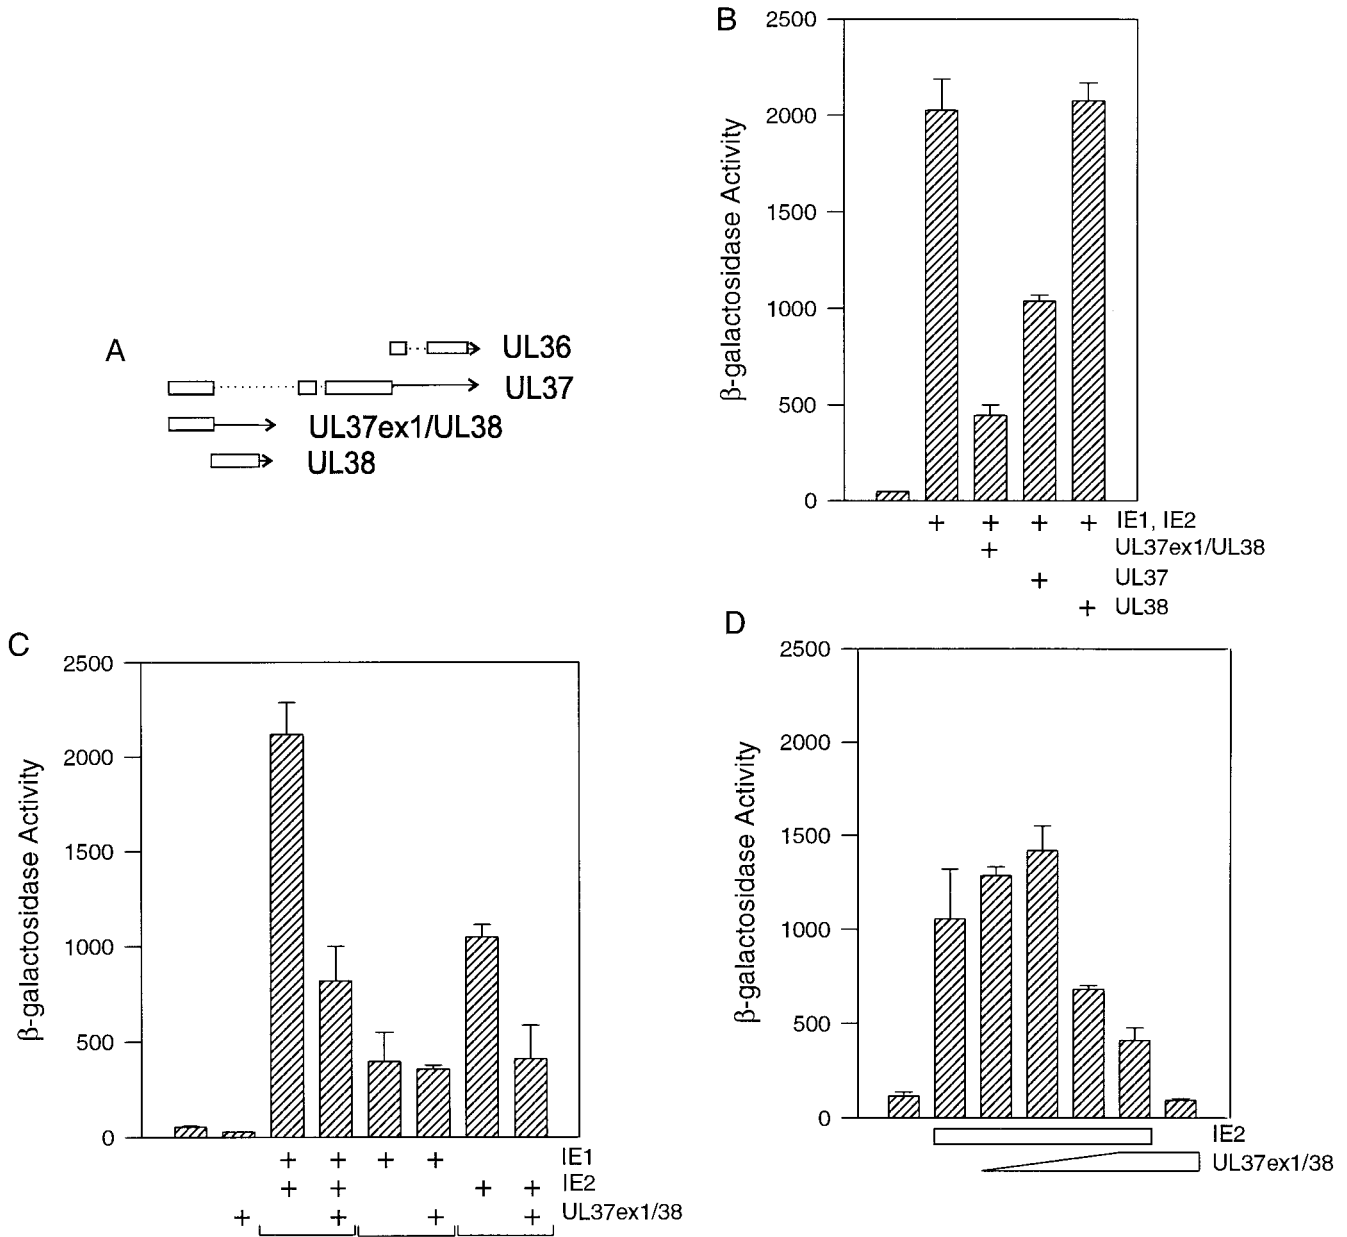 A
UL36
UL37
UL37ex1/UL38
UL38
B
β-galactosidase Activity
2500
2000
1500
1000
500
0
+ + + + IE1, IE2
+ UL37ex1/UL38
+ UL37
+ UL38
C
β-galactosidase Activity
2500
2000
1500
1000
500
0
+ + + + IE1
+ + + + IE2
+ + + + UL37ex1/38
D
β-galactosidase Activity
2500
2000
1500
1000
500
0
IE2
UL37ex1/38